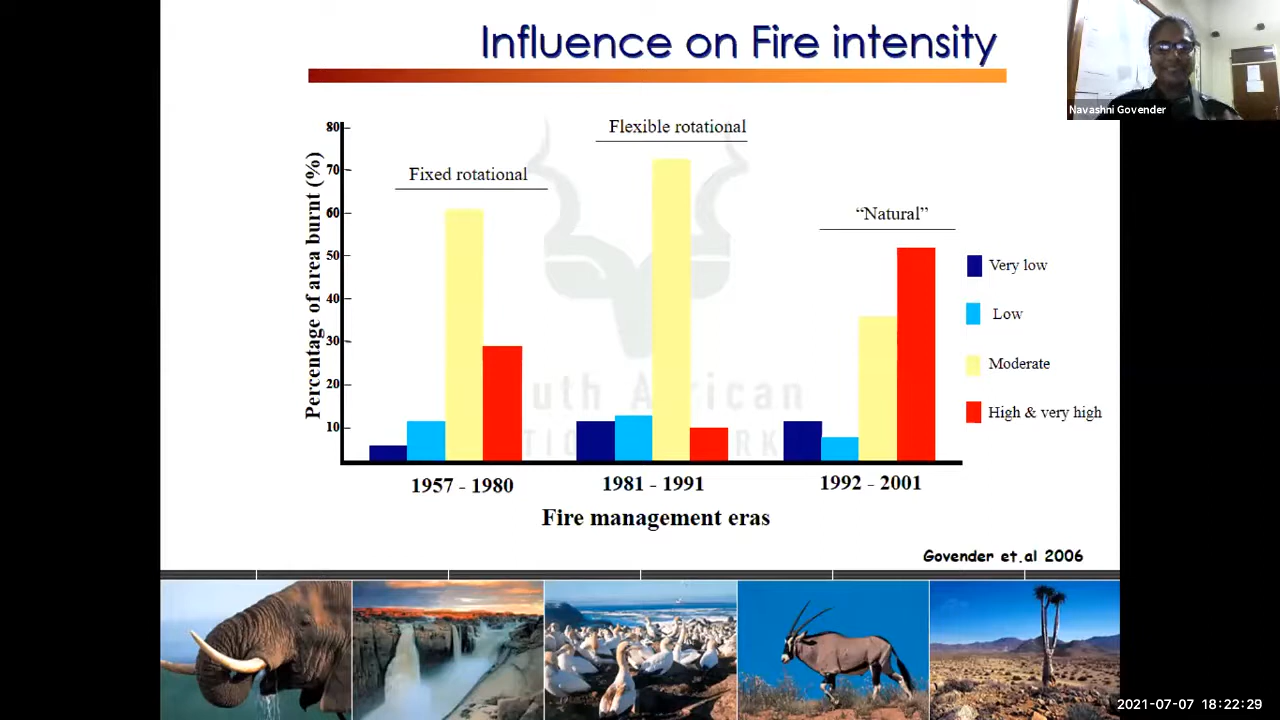 Influence on Fire intensity
Navashni Govender
Percentage of area burnt (%)
80
70
60
50
40
30
20
10
Fixed rotational
Flexible rotational
“Natural”
Very low
Low
Moderate
High & very high
South African
1957 - 1980
1981 - 1991
1992 - 2001
Fire management eras
Govender et.al 2006
2021-07-07 18:22:29